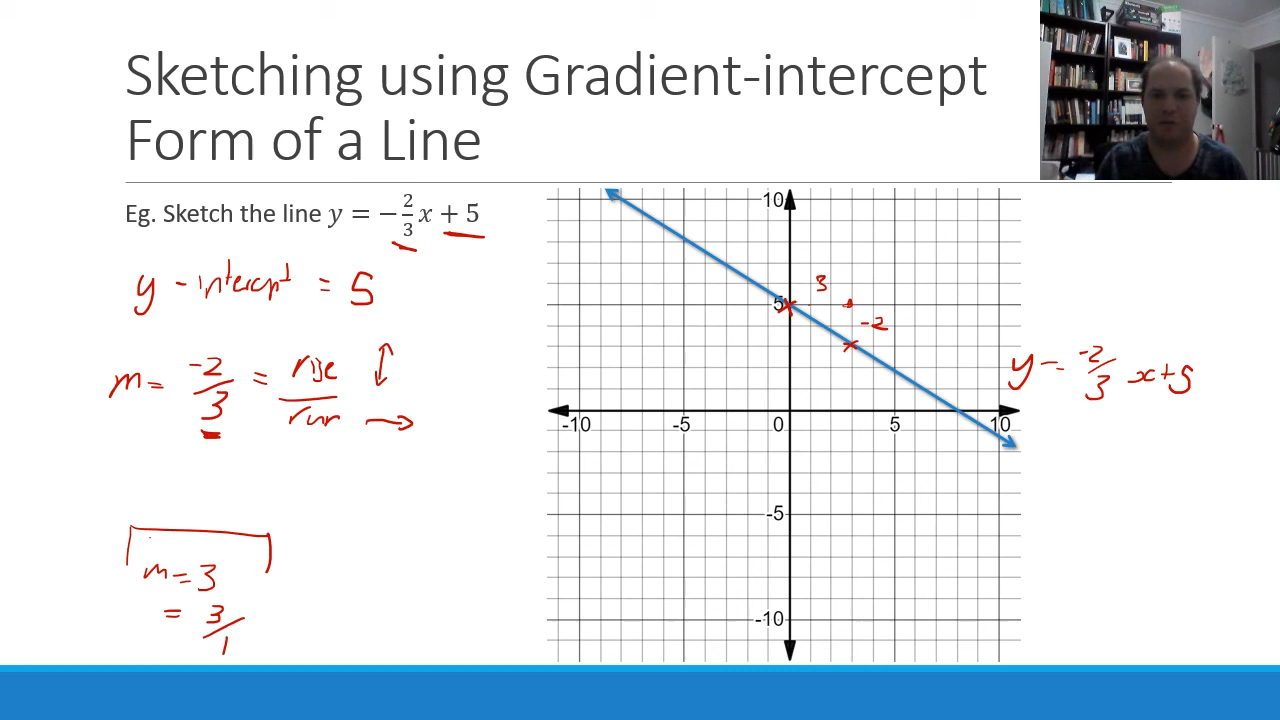 Sketching using Gradient-intercept
Form of a Line
Eg. Sketch the line y = −2/3 x + 5
y - intercept = 5
m = -2/3 = rise/run
m = 3
= 3/1
10
5
3
-2
-10
-5
0
5
10
-5
-10
y = -2/3 x + 5